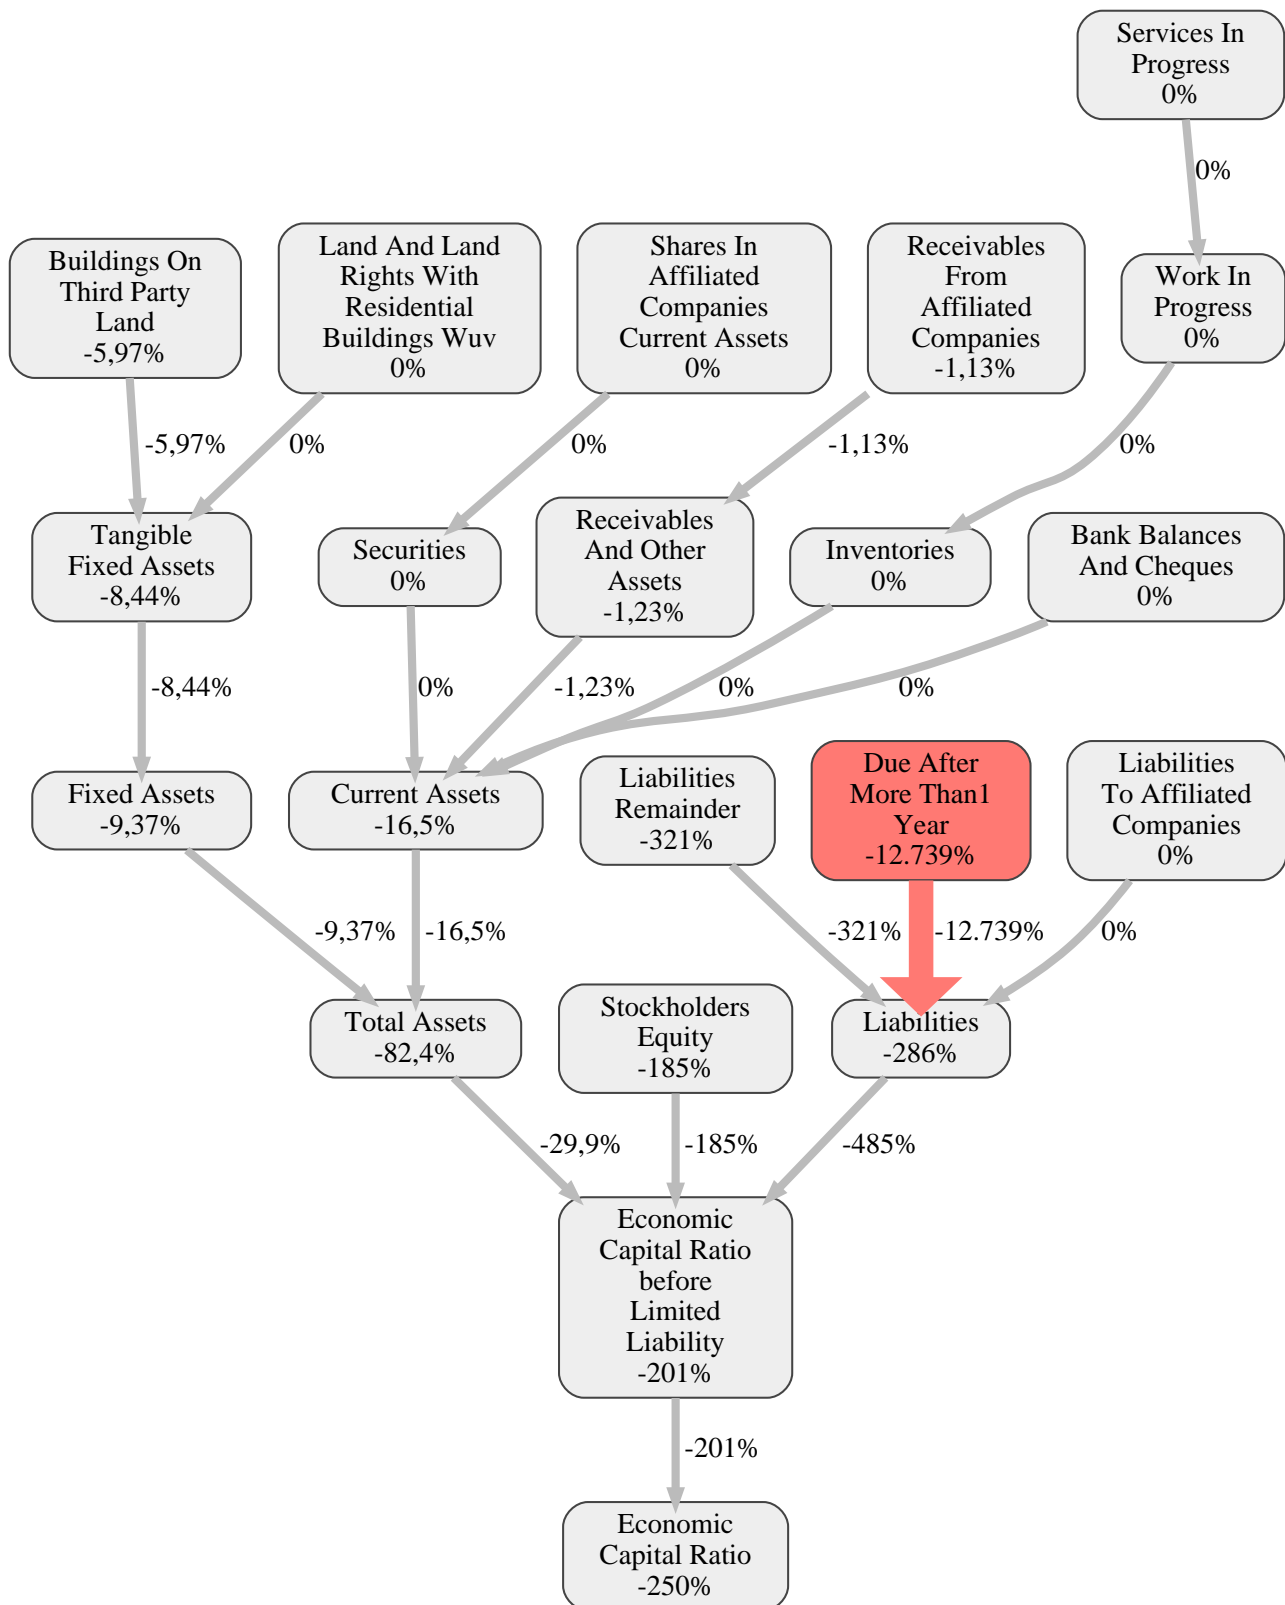 Services In
Progress
0%
0%
Buildings On
Third Party
Land
-5,97%
Land And Land
Rights With
Residential
Buildings Wuv
0%
Shares In
Affiliated
Companies
Current Assets
0%
Receivables
From
Affiliated
Companies
-1,13%
Work In
Progress
0%
-5,97%
0%
0%
-1,13%
0%
Tangible
Fixed Assets
-8,44%
Securities
0%
Receivables
And Other
Assets
-1,23%
Inventories
0%
Bank Balances
And Cheques
0%
-8,44%
0%
-1,23%
0%
0%
Fixed Assets
-9,37%
Current Assets
-16,5%
Liabilities
Remainder
-321%
Due After
More Than1
Year
-12.739%
Liabilities
To Affiliated
Companies
0%
-9,37%
-16,5%
-321%
-12.739%
0%
Total Assets
-82,4%
Stockholders
Equity
-185%
Liabilities
-286%
-29,9%
-185%
-485%
Economic
Capital Ratio
before
Limited
Liability
-201%
-201%
Economic
Capital Ratio
-250%